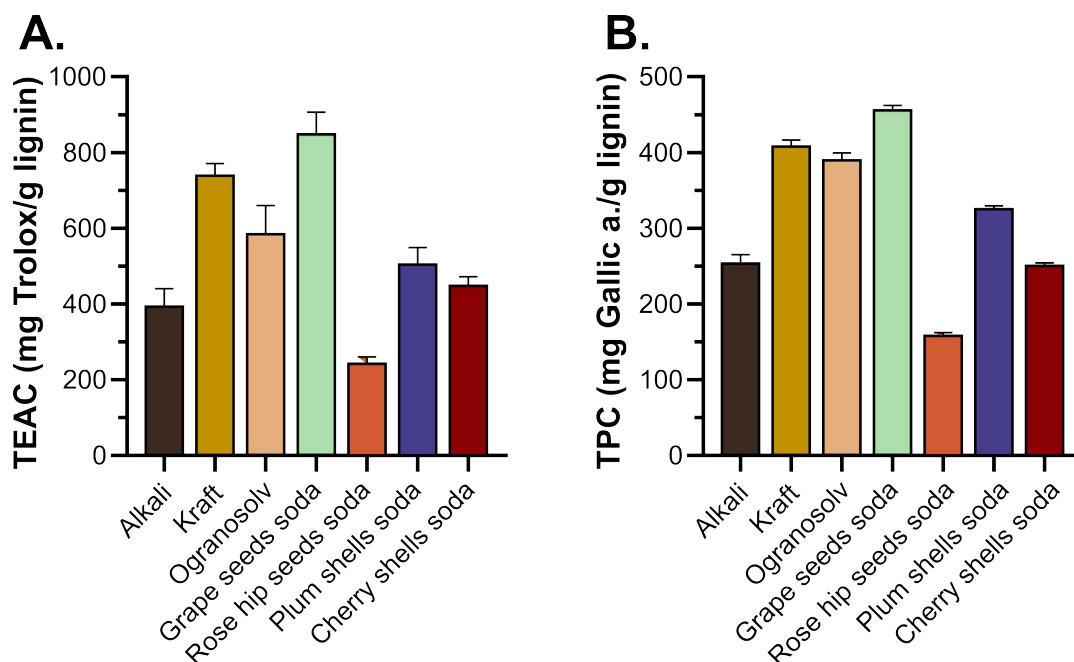 A.
TEAC (mg Trolox/g lignin)
1000
800
600
400
200
0
Alkali
Kraft
Ogranosolv
Grape seeds soda
Rose hip seeds soda
Plum shells soda
Cherry shells soda
B.
TPC (mg Gallic a./g lignin)
500
400
300
200
100
0
Alkali
Kraft
Ogranosolv
Grape seeds soda
Rose hip seeds soda
Plum shells soda
Cherry shells soda